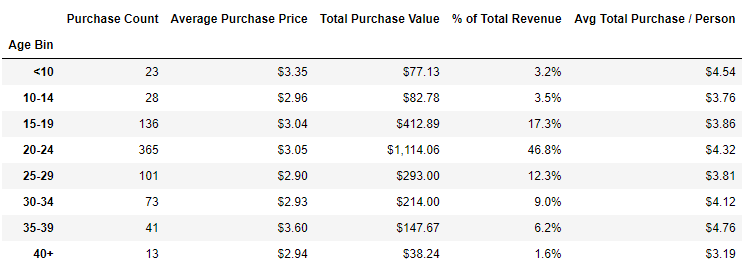 Purchase Count Average Purchase Price Total Purchase Value % of Total Revenue Avg Total Purchase / Person
Age Bin
<10 23 $3.35 $77.13 3.2% $4.54
10-14 28 $2.96 $82.78 3.5% $3.76
15-19 136 $3.04 $412.89 17.3% $3.86
20-24 365 $3.05 $1,114.06 46.8% $4.32
25-29 101 $2.90 $293.00 12.3% $3.81
30-34 73 $2.93 $214.00 9.0% $4.12
35-39 41 $3.60 $147.67 6.2% $4.76
40+ 13 $2.94 $38.24 1.6% $3.19